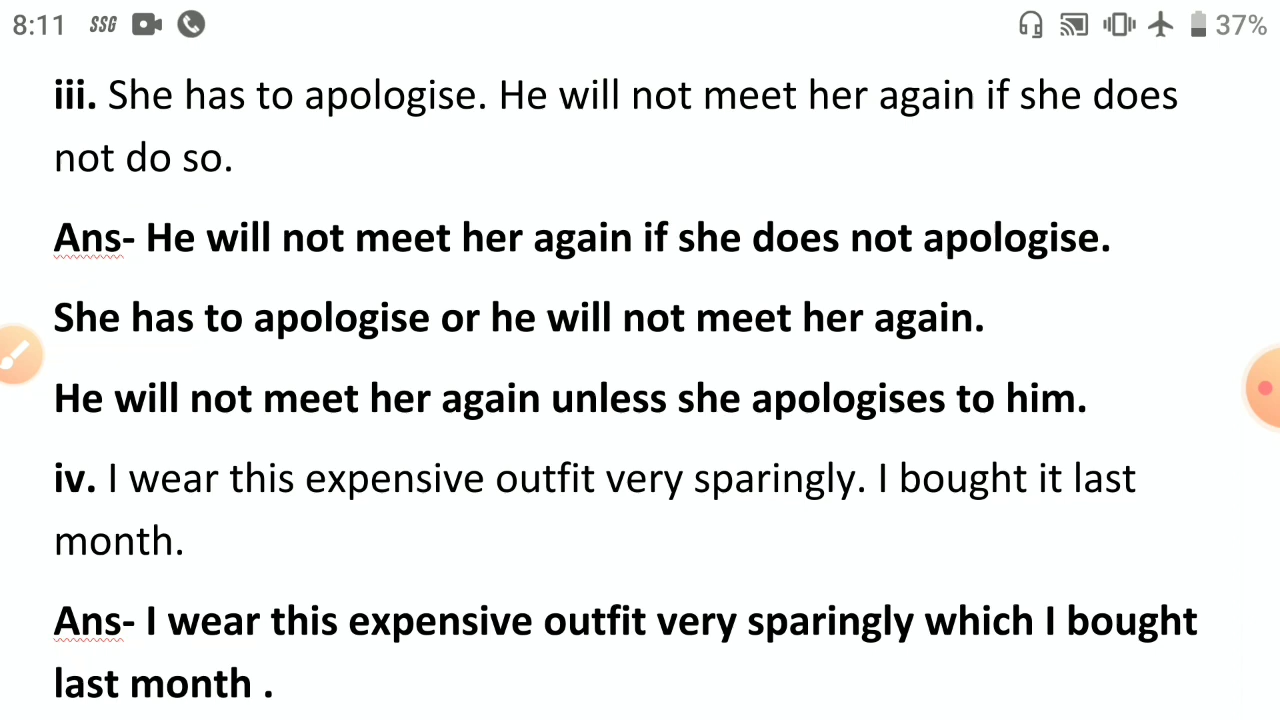 8:11 SSG 37%
iii. She has to apologise. He will not meet her again if she does
not do so.
Ans- He will not meet her again if she does not apologise.
She has to apologise or he will not meet her again.
He will not meet her again unless she apologises to him.
iv. I wear this expensive outfit very sparingly. I bought it last
month.
Ans- I wear this expensive outfit very sparingly which I bought
last month .